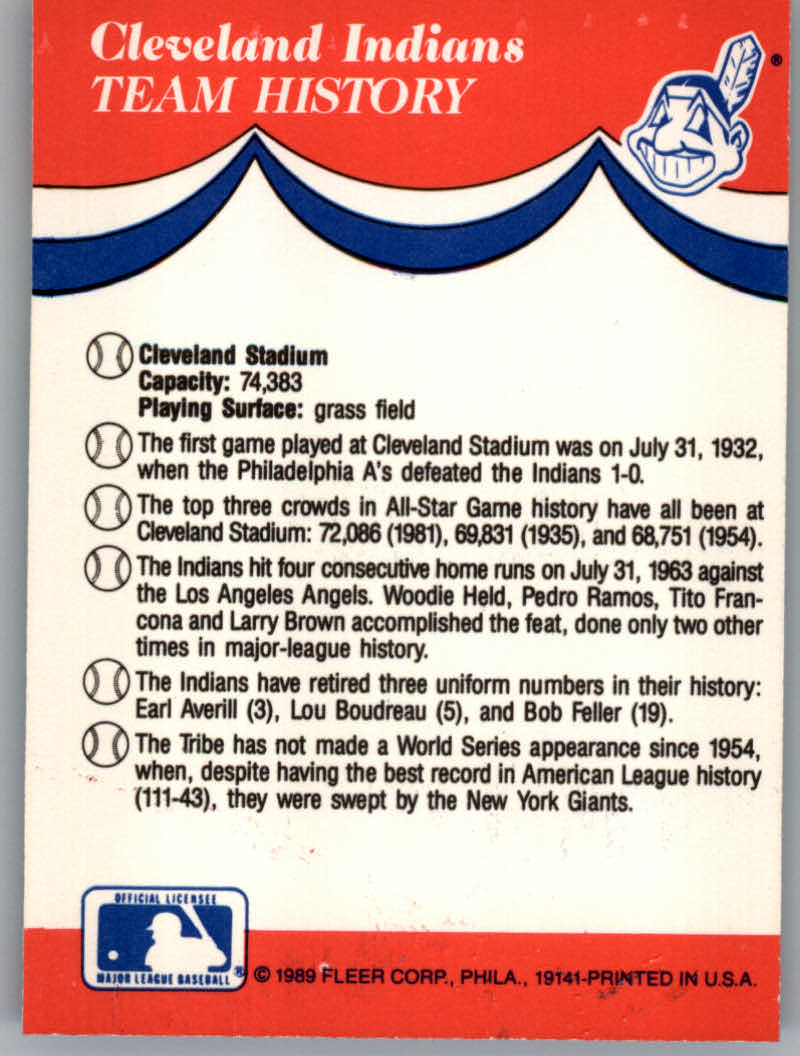 Cleveland Indians
TEAM HISTORY
®
Cleveland Stadium
Capacity: 74,383
Playing Surface: grass field
The first game played at Cleveland Stadium was on July 31, 1932,
when the Philadelphia A's defeated the Indians 1-0.
The top three crowds in All-Star Game history have all been at
Cleveland Stadium: 72,086 (1981), 69,831 (1935), and 68,751 (1954).
The Indians hit four consecutive home runs on July 31, 1963 against
the Los Angeles Angels. Woodie Held, Pedro Ramos, Tito Fran-
cona and Larry Brown accomplished the feat, done only two other
times in major-league history.
The Indians have retired three uniform numbers in their history:
Earl Averill (3), Lou Boudreau (5), and Bob Feller (19).
The Tribe has not made a World Series appearance since 1954,
when, despite having the best record in American League history
(111-43), they were swept by the New York Giants.
OFFICIAL LICENSEE
MAJOR LEAGUE BASEBALL ®
© 1989 FLEER CORP., PHILA., 19141-PRINTED IN U.S.A.